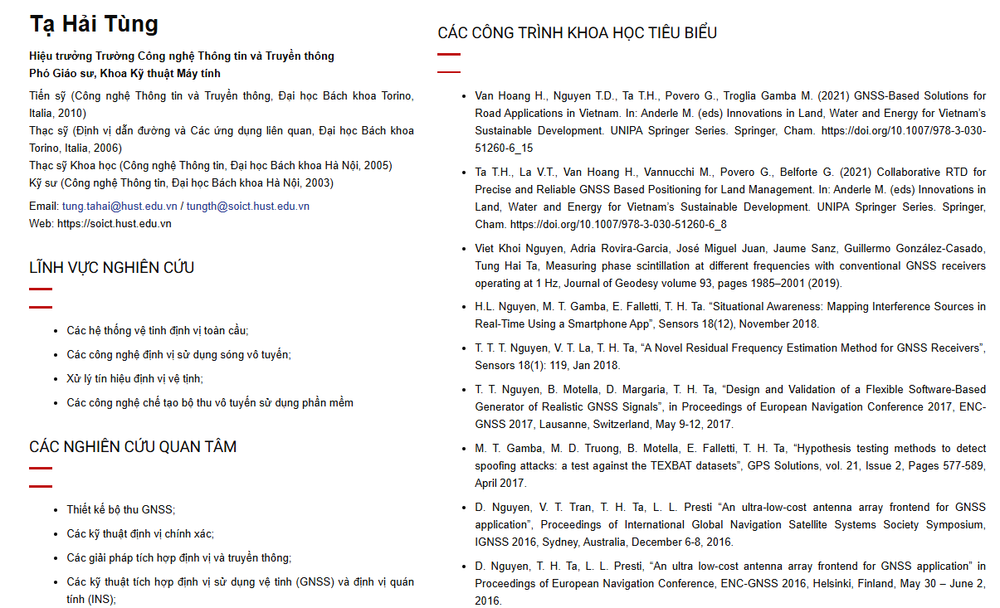 Tạ Hải Tùng
Hiệu trưởng Trường Công nghệ Thông tin và Truyền thông
Phó Giáo sư, Khoa Kỹ thuật Máy tính
Tiến sỹ (Công nghệ Thông tin và Truyền thông, Đại học Bách khoa Torino,
Italia, 2010)
Thạc sỹ (Định vị dẫn đường và Các ứng dụng liên quan, Đại học Bách khoa
Torino, Italia, 2006)
Thạc sỹ Khoa học (Công nghệ Thông tin, Đại học Bách khoa Hà Nội, 2005)
Kỹ sư (Công nghệ Thông tin, Đại học Bách khoa Hà Nội, 2003)
Email: tung.tahai@hust.edu.vn / tungth@soict.hust.edu.vn
Web: https://soict.hust.edu.vn
LĨNH VỰC NGHIÊN CỨU
• Các hệ thống vệ tinh định vị toàn cầu;
• Các công nghệ định vị sử dụng sóng vô tuyến;
• Xử lý tín hiệu định vị vệ tịnh;
• Các công nghệ chế tạo bộ thu vô tuyến sử dụng phần mềm
CÁC NGHIÊN CỨU QUAN TÂM
• Thiết kế bộ thu GNSS;
• Các kỹ thuật định vị chính xác;
• Các giải pháp tích hợp định vị và truyền thông;
• Các kỹ thuật tích hợp định vị sử dụng vệ tinh (GNSS) và định vị quán
tính (INS);
CÁC CÔNG TRÌNH KHOA HỌC TIÊU BIỂU
• Van Hoang H., Nguyen T.D., Ta T.H., Povero G., Troglia Gamba M. (2021) GNSS-Based Solutions for
Road Applications in Vietnam. In: Anderle M. (eds) Innovations in Land, Water and Energy for Vietnam’s
Sustainable Development. UNIPA Springer Series. Springer, Cham. https://doi.org/10.1007/978-3-030-
51260-6_15
• Ta T.H., La V.T., Van Hoang H., Vannucchi M., Povero G., Belforte G. (2021) Collaborative RTD for
Precise and Reliable GNSS Based Positioning for Land Management. In: Anderle M. (eds) Innovations in
Land, Water and Energy for Vietnam’s Sustainable Development. UNIPA Springer Series. Springer,
Cham. https://doi.org/10.1007/978-3-030-51260-6_8
• Viet Khoi Nguyen, Adria Rovira-Garcia, José Miguel Juan, Jaume Sanz, Guillermo González-Casado,
Tung Hai Ta, Measuring phase scintillation at different frequencies with conventional GNSS receivers
operating at 1 Hz, Journal of Geodesy volume 93, pages 1985–2001 (2019).
• H.L. Nguyen, M. T. Gamba, E. Falletti, T. H. Ta. “Situational Awareness: Mapping Interference Sources in
Real-Time Using a Smartphone App”, Sensors 18(12), November 2018.
• T. T. T. Nguyen, V. T. La, T. H. Ta, “A Novel Residual Frequency Estimation Method for GNSS Receivers”,
Sensors 18(1): 119, Jan 2018.
• T. T. Nguyen, B. Motella, D. Margaria, T. H. Ta, “Design and Validation of a Flexible Software-Based
Generator of Realistic GNSS Signals”, in Proceedings of European Navigation Conference 2017, ENC-
GNSS 2017, Lausanne, Switzerland, May 9-12, 2017.
• M. T. Gamba, M. D. Truong, B. Motella, E. Falletti, T. H. Ta, “Hypothesis testing methods to detect
spoofing attacks: a test against the TEXBAT datasets”, GPS Solutions, vol. 21, Issue 2, Pages 577-589,
April 2017.
• D. Nguyen, V. T. Tran, T. H. Ta, L. L. Presti “An ultra-low-cost antenna array frontend for GNSS
application”, Proceedings of International Global Navigation Satellite Systems Society Symposium,
IGNSS 2016, Sydney, Australia, December 6-8, 2016.
• D. Nguyen, T. H. Ta, L. L. Presti, “An ultra low-cost antenna array frontend for GNSS application” in
Proceedings of European Navigation Conference, ENC-GNSS 2016, Helsinki, Finland, May 30 – June 2,
2016.